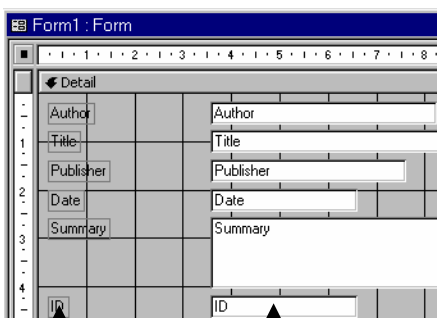 Form1 : Form
1 2 3 4 5 6 7 8
Detail
Author Author
Title Title
1
Publisher Publisher
2
Date Date
Summary Summary
3
4
ID ID